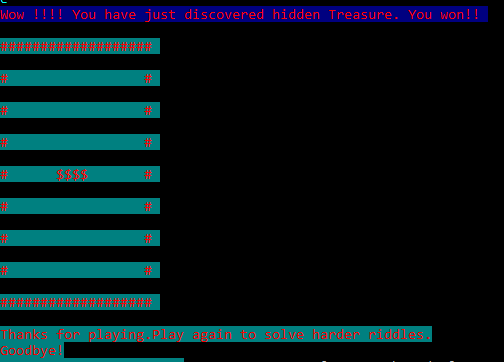 Wow !!!! You have just discovered hidden Treasure. You won!!
###################
#                 #
#                 #
#                 #
#      $$$$       #
#                 #
#                 #
#                 #
###################
Thanks for playing.Play again to solve harder riddles.
Goodbye!